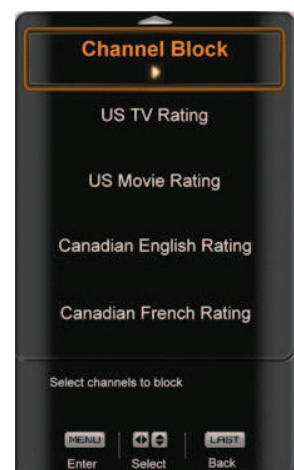 Channel Block
US TV Rating
US Movie Rating
Canadian English Rating
Canadian French Rating
Select channels to block
MENU LAST
Enter Select Back